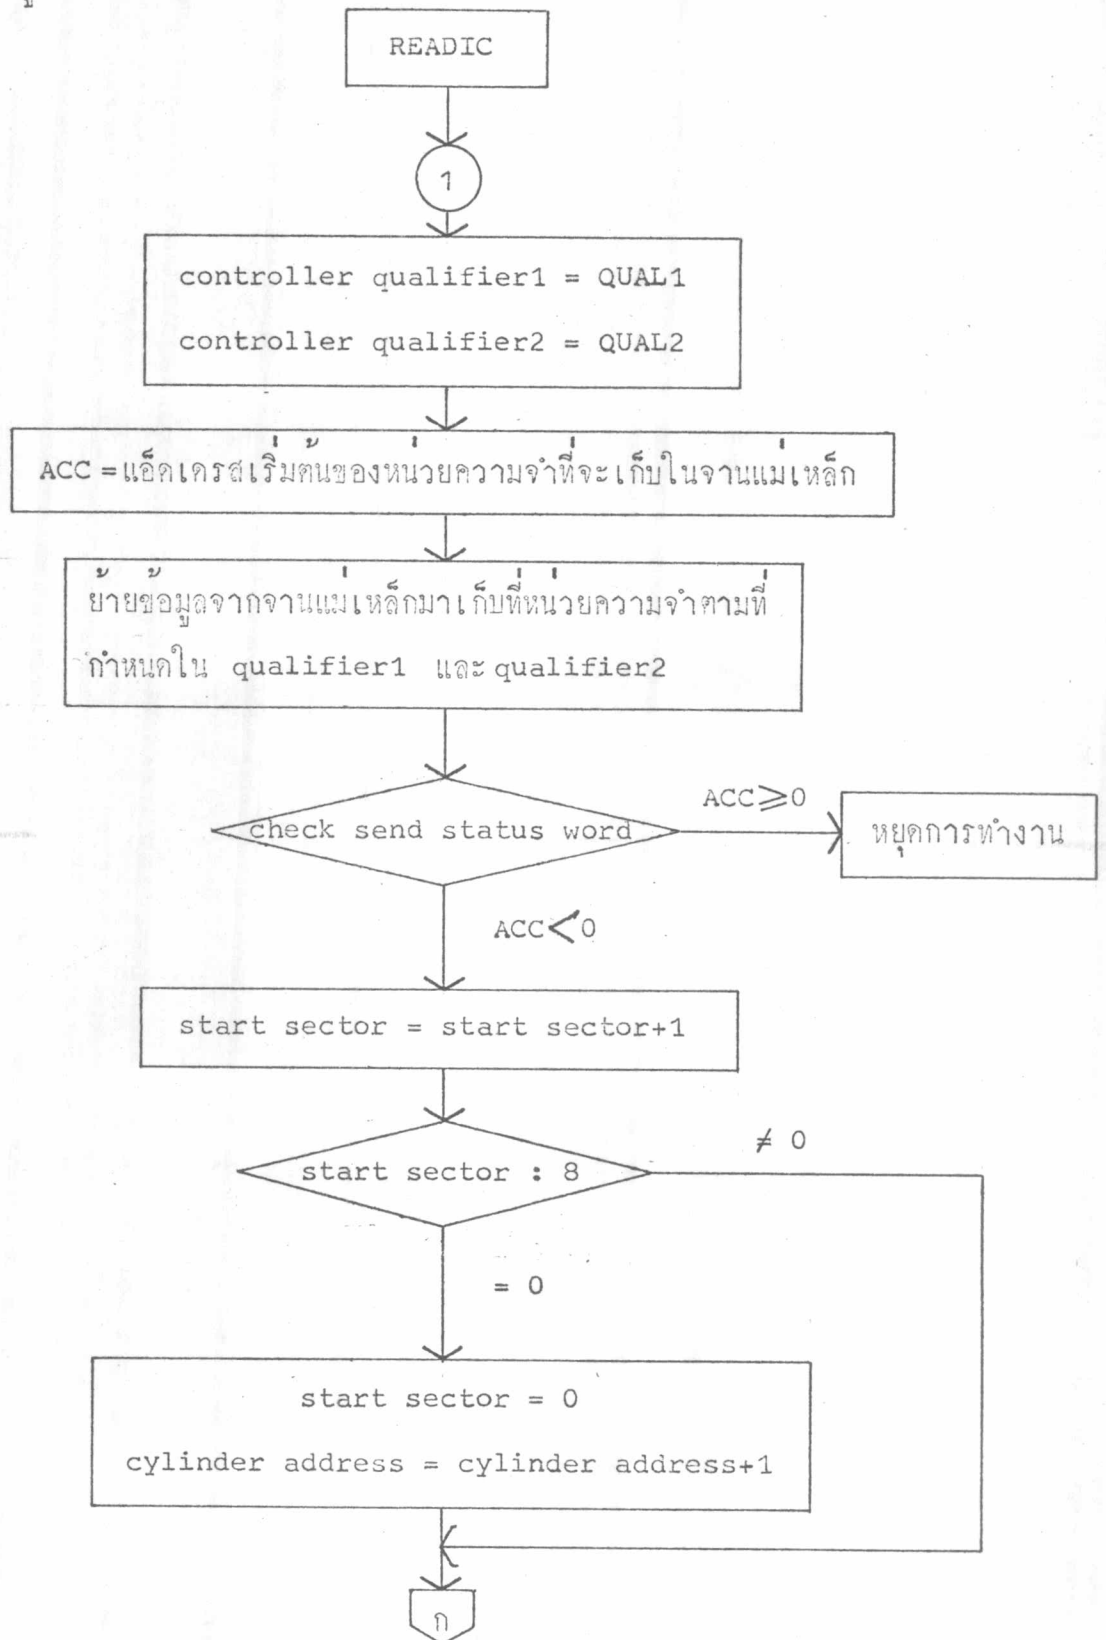 READIC
1
controller qualifier1 = QUAL1
controller qualifier2 = QUAL2
ACC = แอ็ดเดรสเริ่มต้นของหน่วยความจำที่จะเก็บในจานแม่เหล็ก
ย้ายข้อมูลจากจานแม่เหล็กมาเก็บที่หน่วยความจำตามที่
กำหนดใน qualifier1 และ qualifier2
check send status word
ACC≥0
หยุดการทำงาน
ACC<0
start sector = start sector+1
start sector : 8
≠ 0
= 0
start sector = 0
cylinder address = cylinder address+1
ก